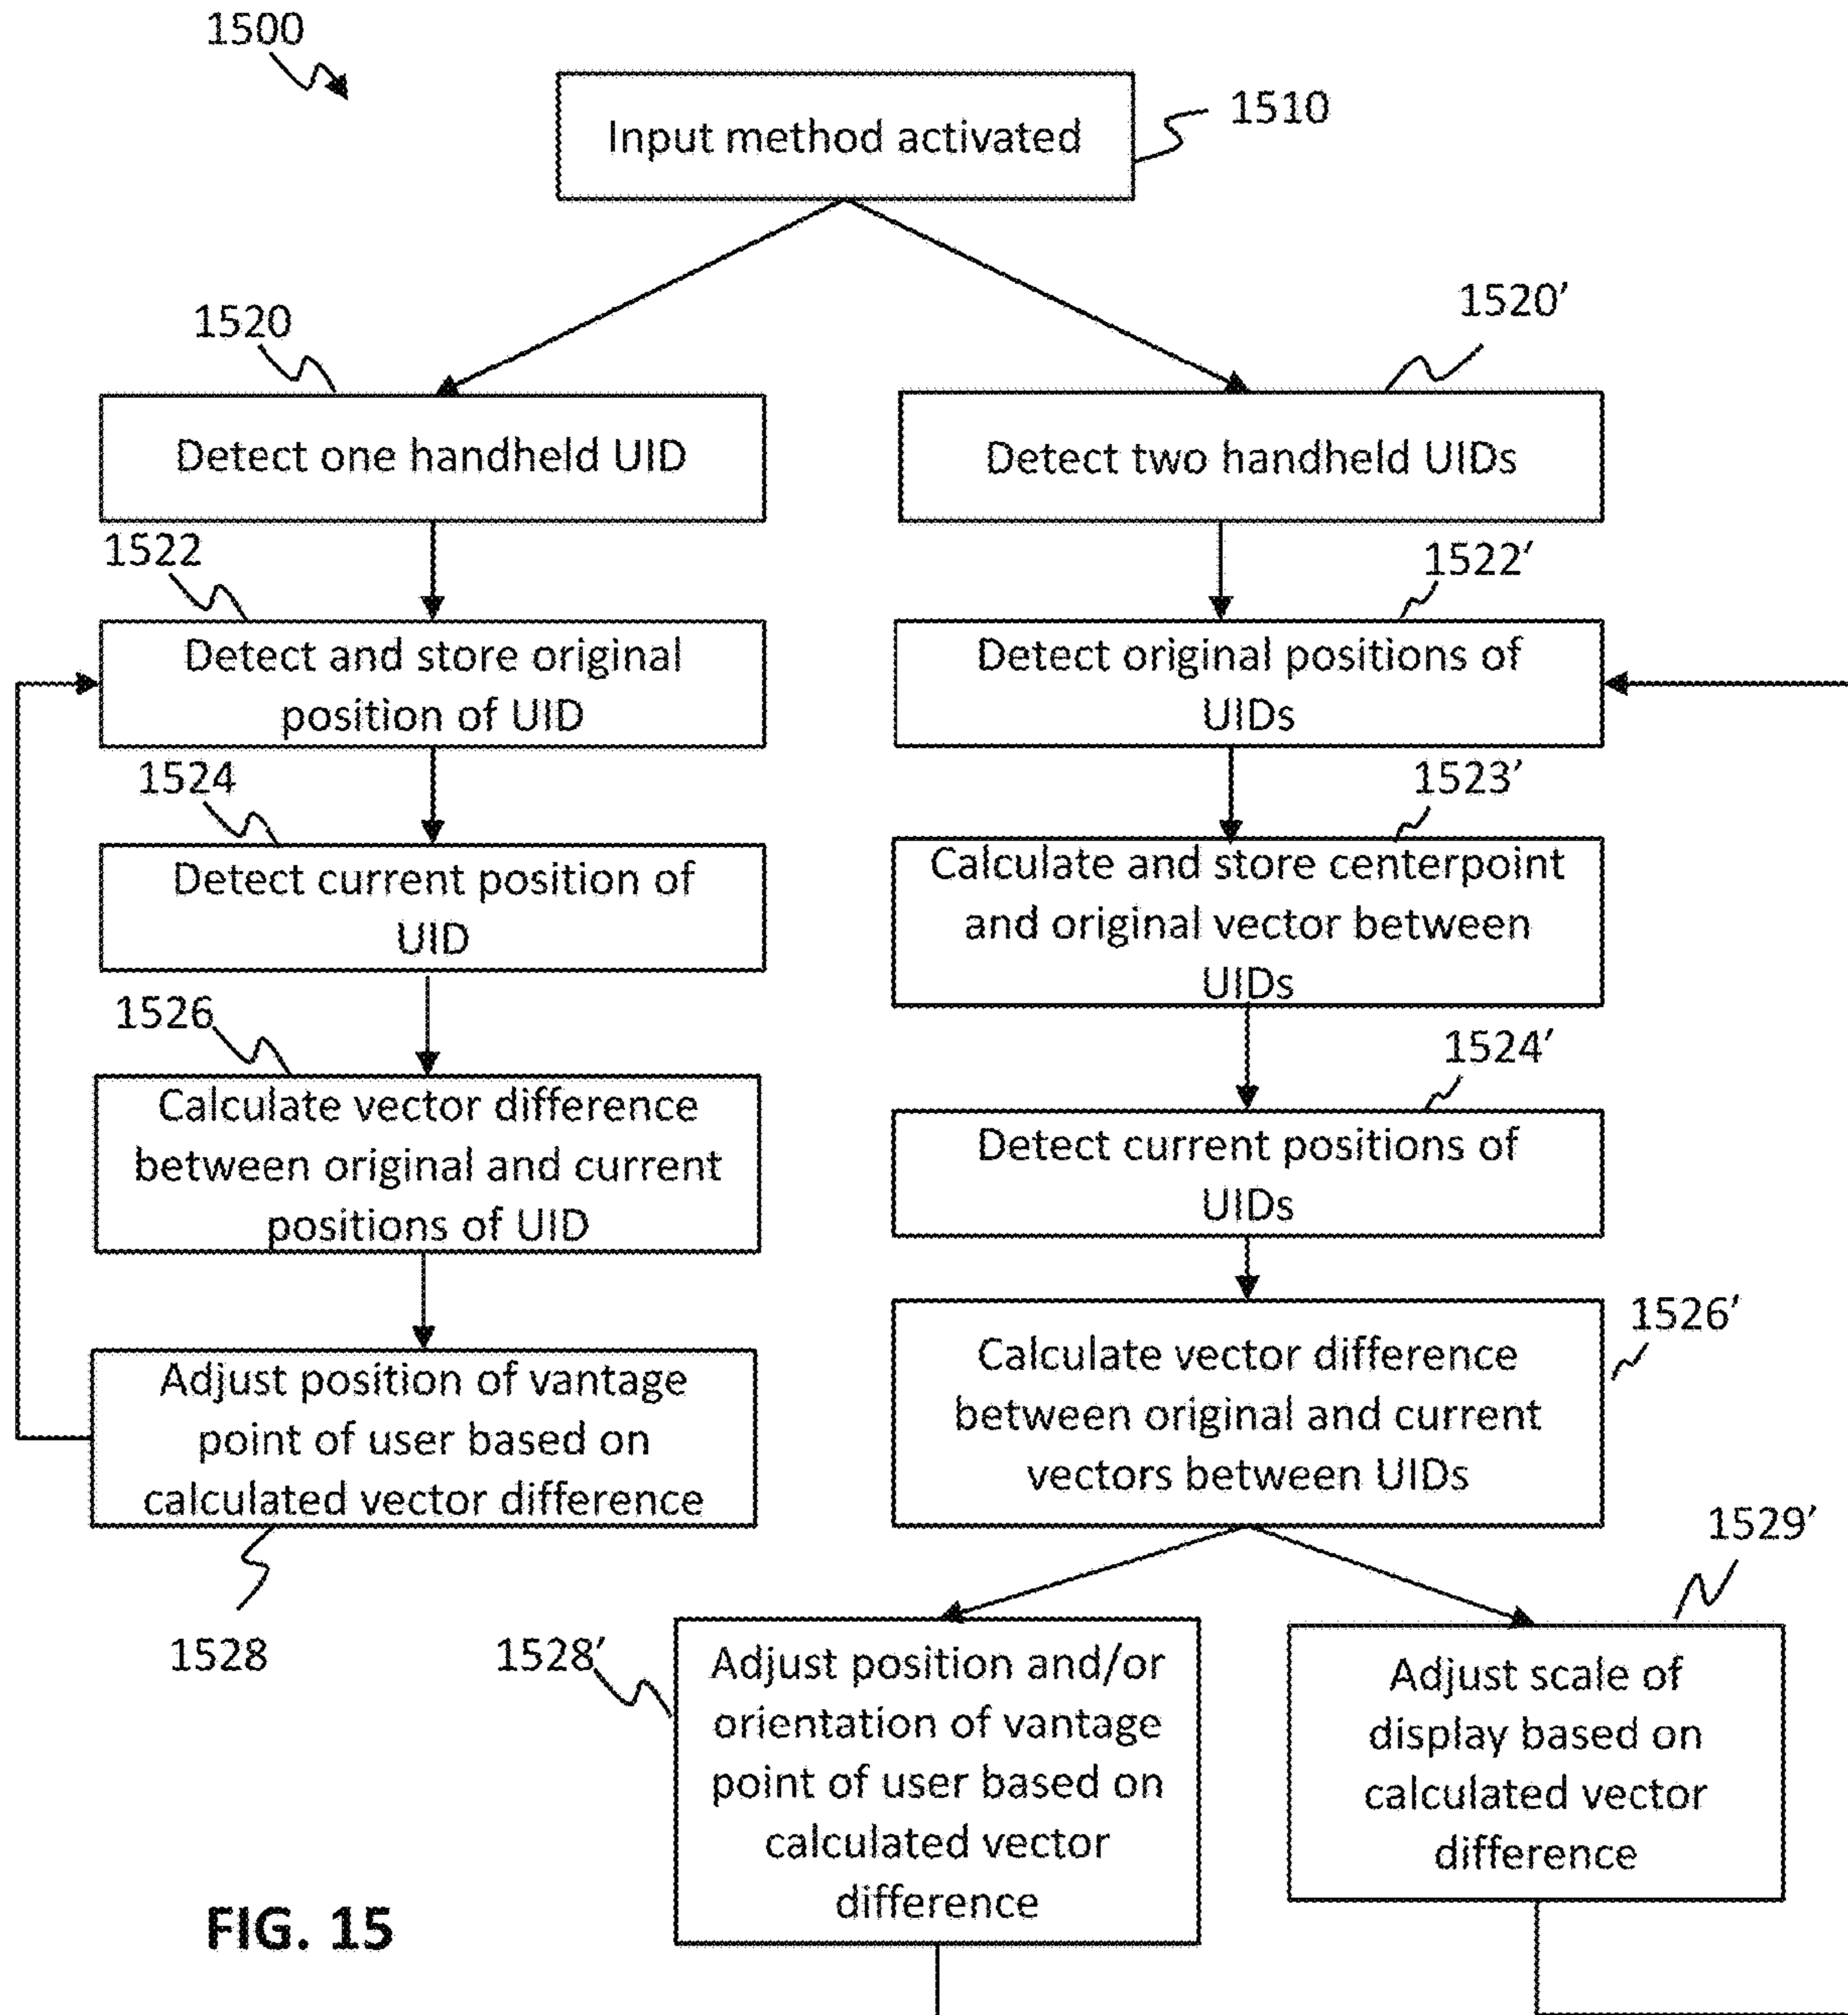 1500
Input method activated
1510
1520
1520′
Detect one handheld UID
Detect two handheld UIDs
1522
1522′
Detect and store original
position of UID
Detect original positions of
UIDs
1524
1523′
Detect current position of
UID
Calculate and store centerpoint
and original vector between
UIDs
1526
1524′
Calculate vector difference
between original and current
positions of UID
Detect current positions of
UIDs
1526′
Adjust position of vantage
point of user based on
calculated vector difference
Calculate vector difference
between original and current
vectors between UIDs
1529′
1528
1528′
Adjust position and/or
orientation of vantage
point of user based on
calculated vector
difference
Adjust scale of
display based on
calculated vector
difference
FIG. 15